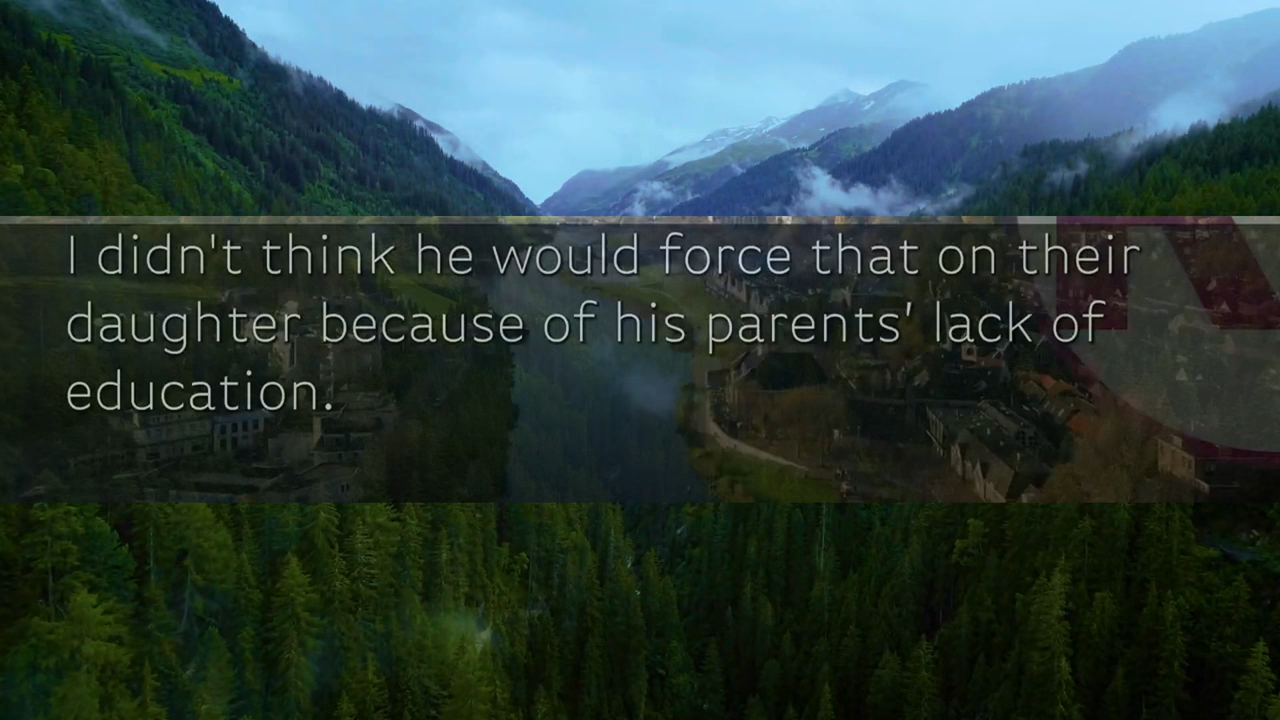 I didn't think he would force that on their
daughter because of his parents’ lack of
education.